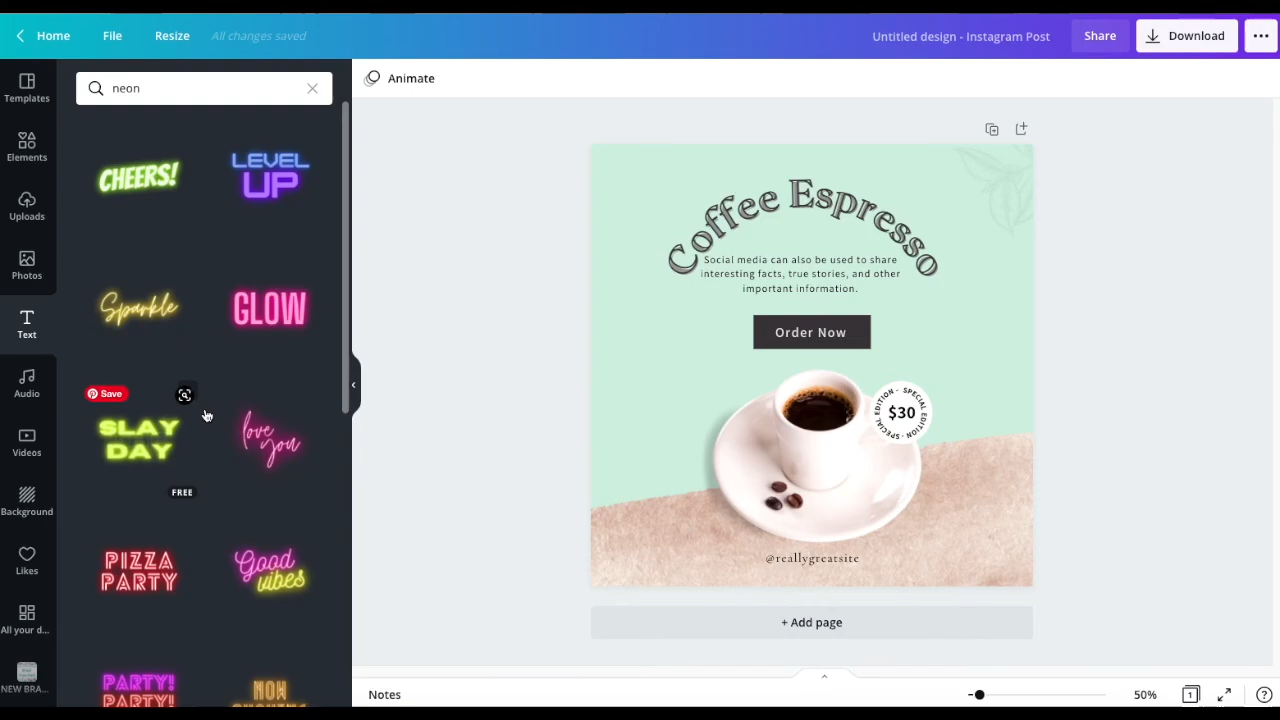 Home
File
Resize
All changes saved
Untitled design - Instagram Post
Share
Download
Templates
Elements
Uploads
Photos
Text
Audio
Videos
Background
Likes
All your d...
NEW BRA...
neon
CHEERS!
LEVEL
UP
Sparkle
GLOW
Save
SLAY
DAY
love
you
FREE
PIZZA
PARTY
Good
vibes
PARTY!
PARTY!
NOW
Animate
Coffee Espresso
Social media can also be used to share
interesting facts, true stories, and other
important information.
Order Now
SPECIAL EDITION - SPECIAL EDITION -
$30
@reallygreatsite
+ Add page
Notes
50%
1